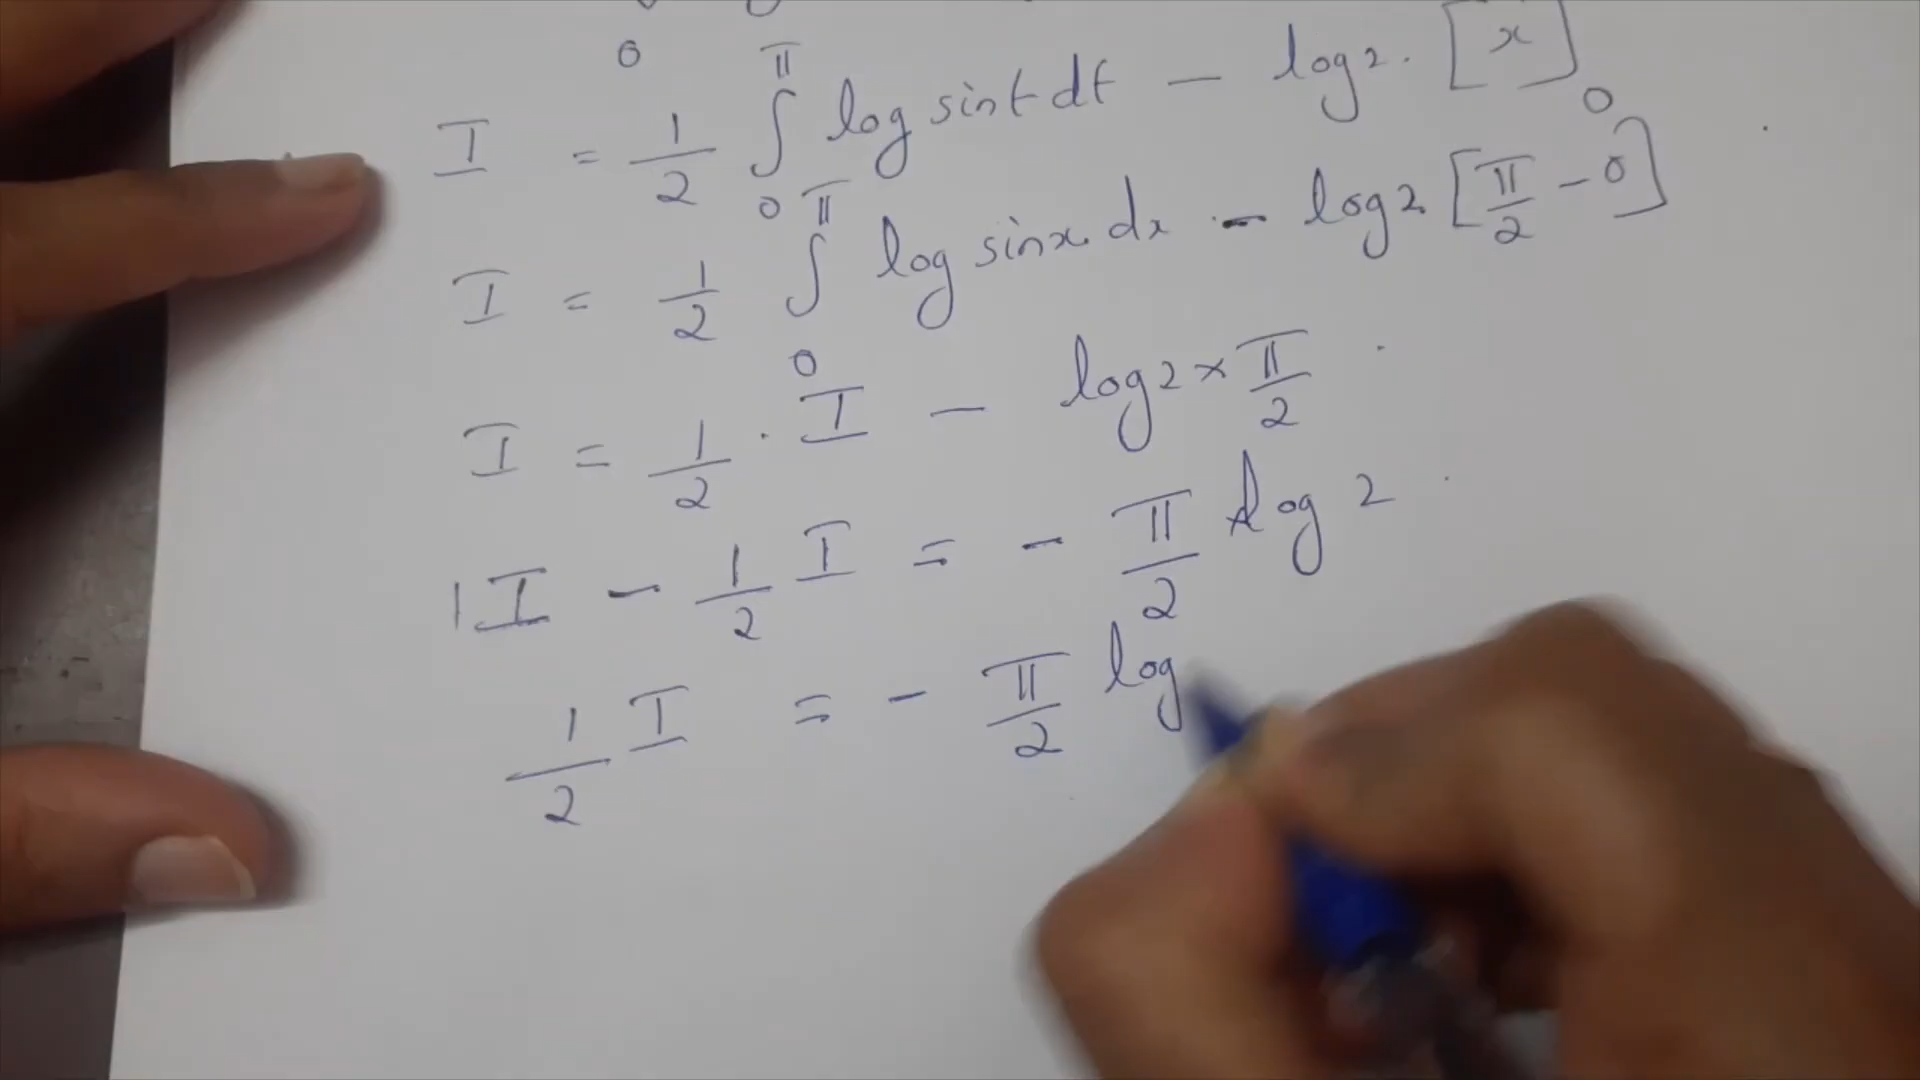 0
I = 1/2 ∫₀^π log sin t dt - log 2 . [x]₀
I = 1/2 ∫₀^π log sin x dx - log 2 [π/2 - 0]
I = 1/2 . I - log 2 × π/2
1I - 1/2 I = - π/2 log 2
1/2 I = - π/2 log